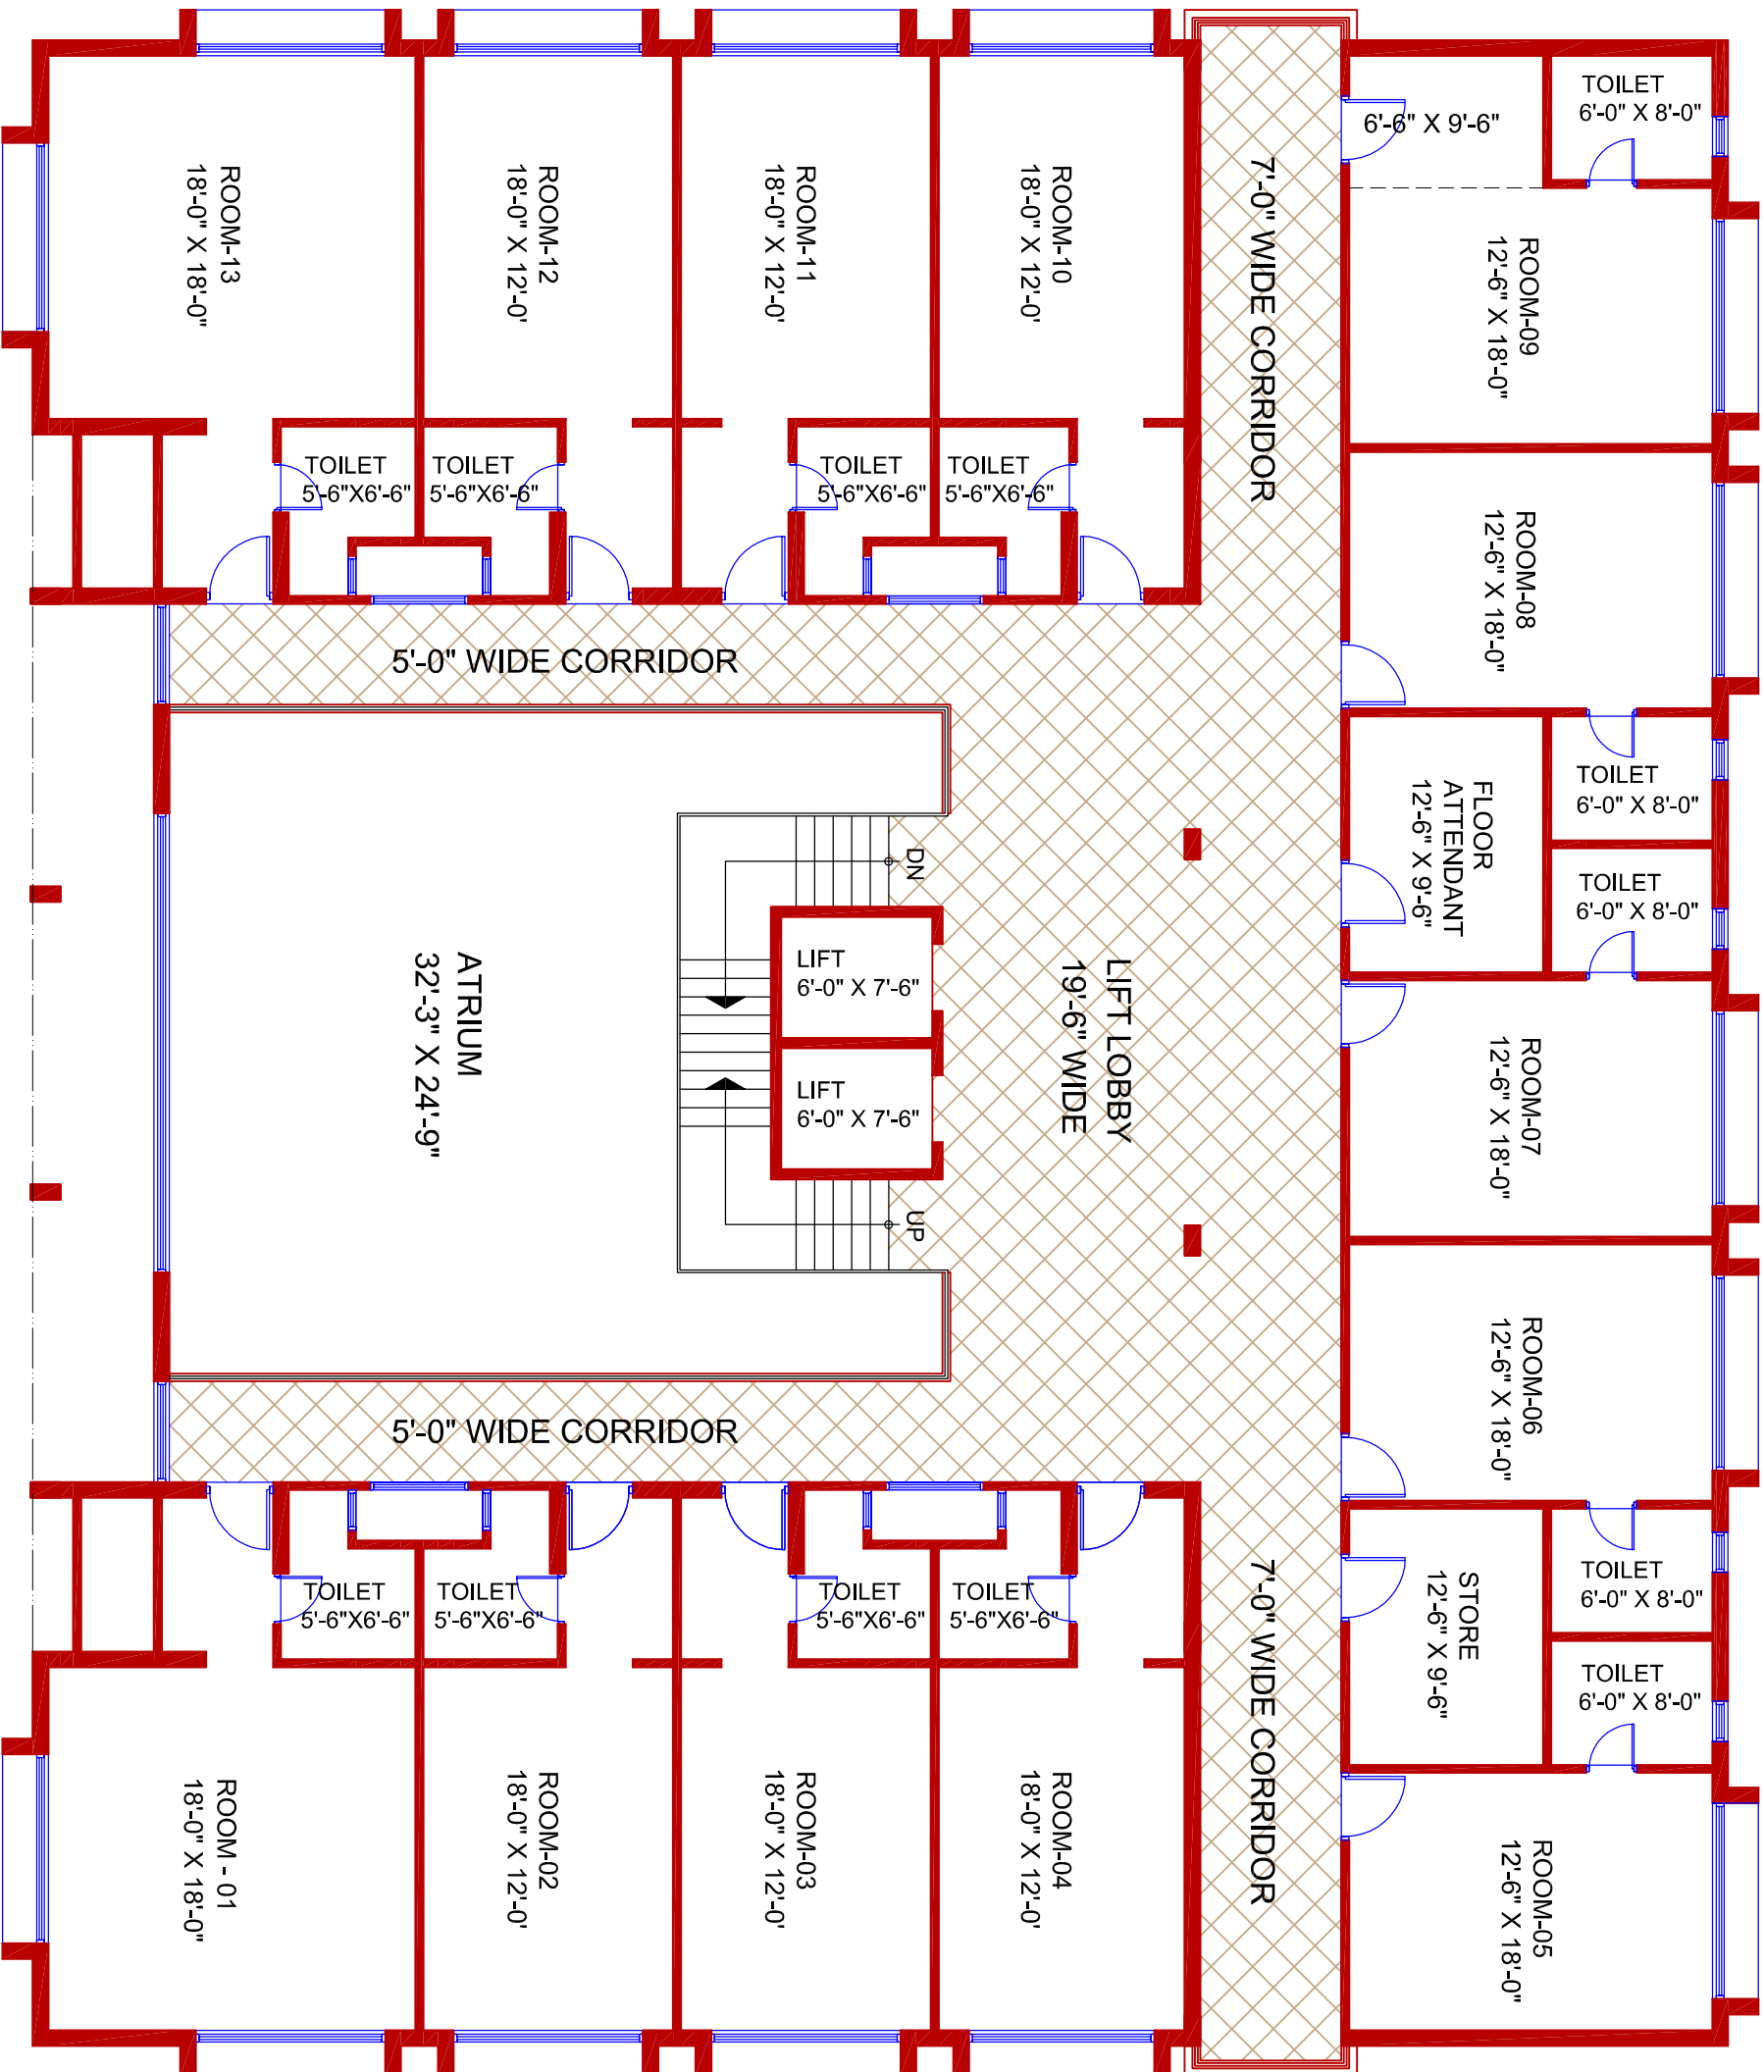 TOILET
6'-0" X 8'-0"
6'-6" X 9'-6"
ROOM-13
18'-0" X 18'-0"
ROOM-12
18'-0" X 12'-0'
ROOM-11
18'-0" X 12'-0'
ROOM-10
18'-0" X 12'-0'
7'-0" WIDE CORRIDOR
ROOM-09
12'-6" X 18'-0"
TOILET
5'-6"X6'-6"
TOILET
5'-6"X6'-6"
TOILET
5'-6"X6'-6"
TOILET
5'-6"X6'-6"
ROOM-08
12'-6" X 18'-0"
5'-0" WIDE CORRIDOR
TOILET
6'-0" X 8'-0"
FLOOR
ATTENDANT
12'-6" X 9'-6"
TOILET
6'-0" X 8'-0"
DN
LIFT
6'-0" X 7'-6"
LIFT
6'-0" X 7'-6"
UP
ATRIUM
32'-3" X 24'-9"
LIFT LOBBY
19'-6" WIDE
ROOM-07
12'-6" X 18'-0"
ROOM-06
12'-6" X 18'-0"
5'-0" WIDE CORRIDOR
TOILET
5'-6"X6'-6"
TOILET
5'-6"X6'-6"
TOILET
5'-6"X6'-6"
TOILET
5'-6"X6'-6"
7'-0" WIDE CORRIDOR
STORE
12'-6" X 9'-6"
TOILET
6'-0" X 8'-0"
TOILET
6'-0" X 8'-0"
ROOM - 01
18'-0" X 18'-0"
ROOM-02
18'-0" X 12'-0'
ROOM-03
18'-0" X 12'-0'
ROOM-04
18'-0" X 12'-0'
ROOM-05
12'-6" X 18'-0"